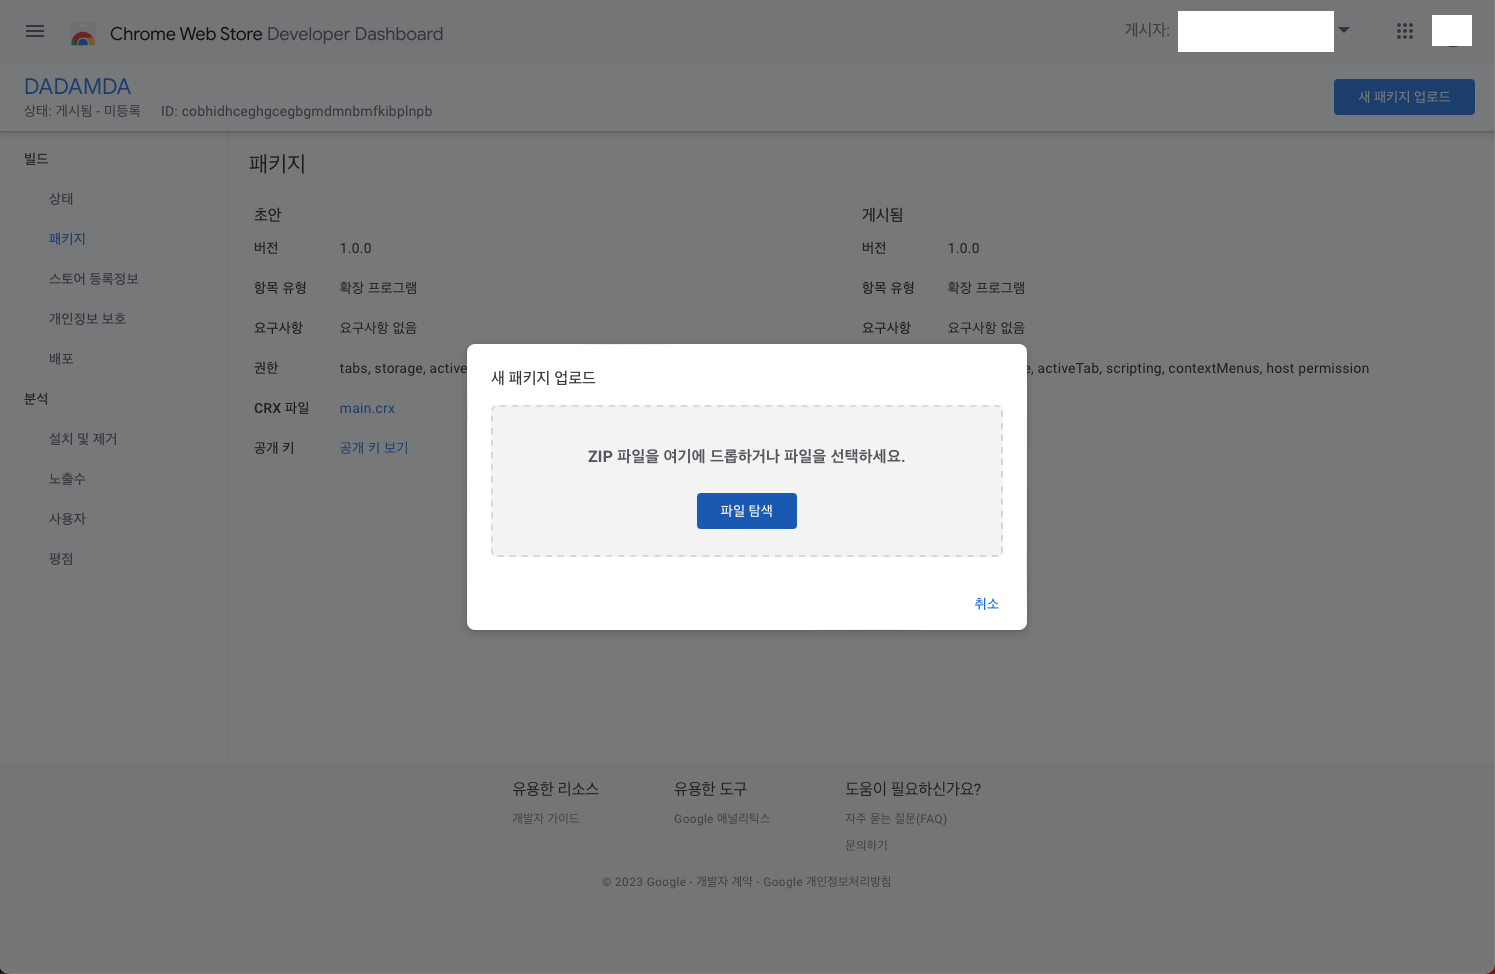 Chrome Web Store Developer Dashboard
게시자:
DADAMDA
상태: 게시됨 - 미등록 ID: cobhidhceghgcegbgmdmnbmfkibplnpb
새 패키지 업로드
빌드
상태
패키지
스토어 등록정보
개인정보 보호
배포
분석
설치 및 제거
노출수
사용자
평점
패키지
초안
버전 1.0.0
항목 유형 확장 프로그램
요구사항 요구사항 없음
권한 tabs, storage, active
CRX 파일 main.crx
공개 키 공개 키 보기
게시됨
버전 1.0.0
항목 유형 확장 프로그램
요구사항 요구사항 없음
, activeTab, scripting, contextMenus, host permission
새 패키지 업로드
ZIP 파일을 여기에 드롭하거나 파일을 선택하세요.
파일 탐색
취소
유용한 리소스
개발자 가이드
유용한 도구
Google 애널리틱스
도움이 필요하신가요?
자주 묻는 질문(FAQ)
문의하기
© 2023 Google - 개발자 계약 - Google 개인정보처리방침